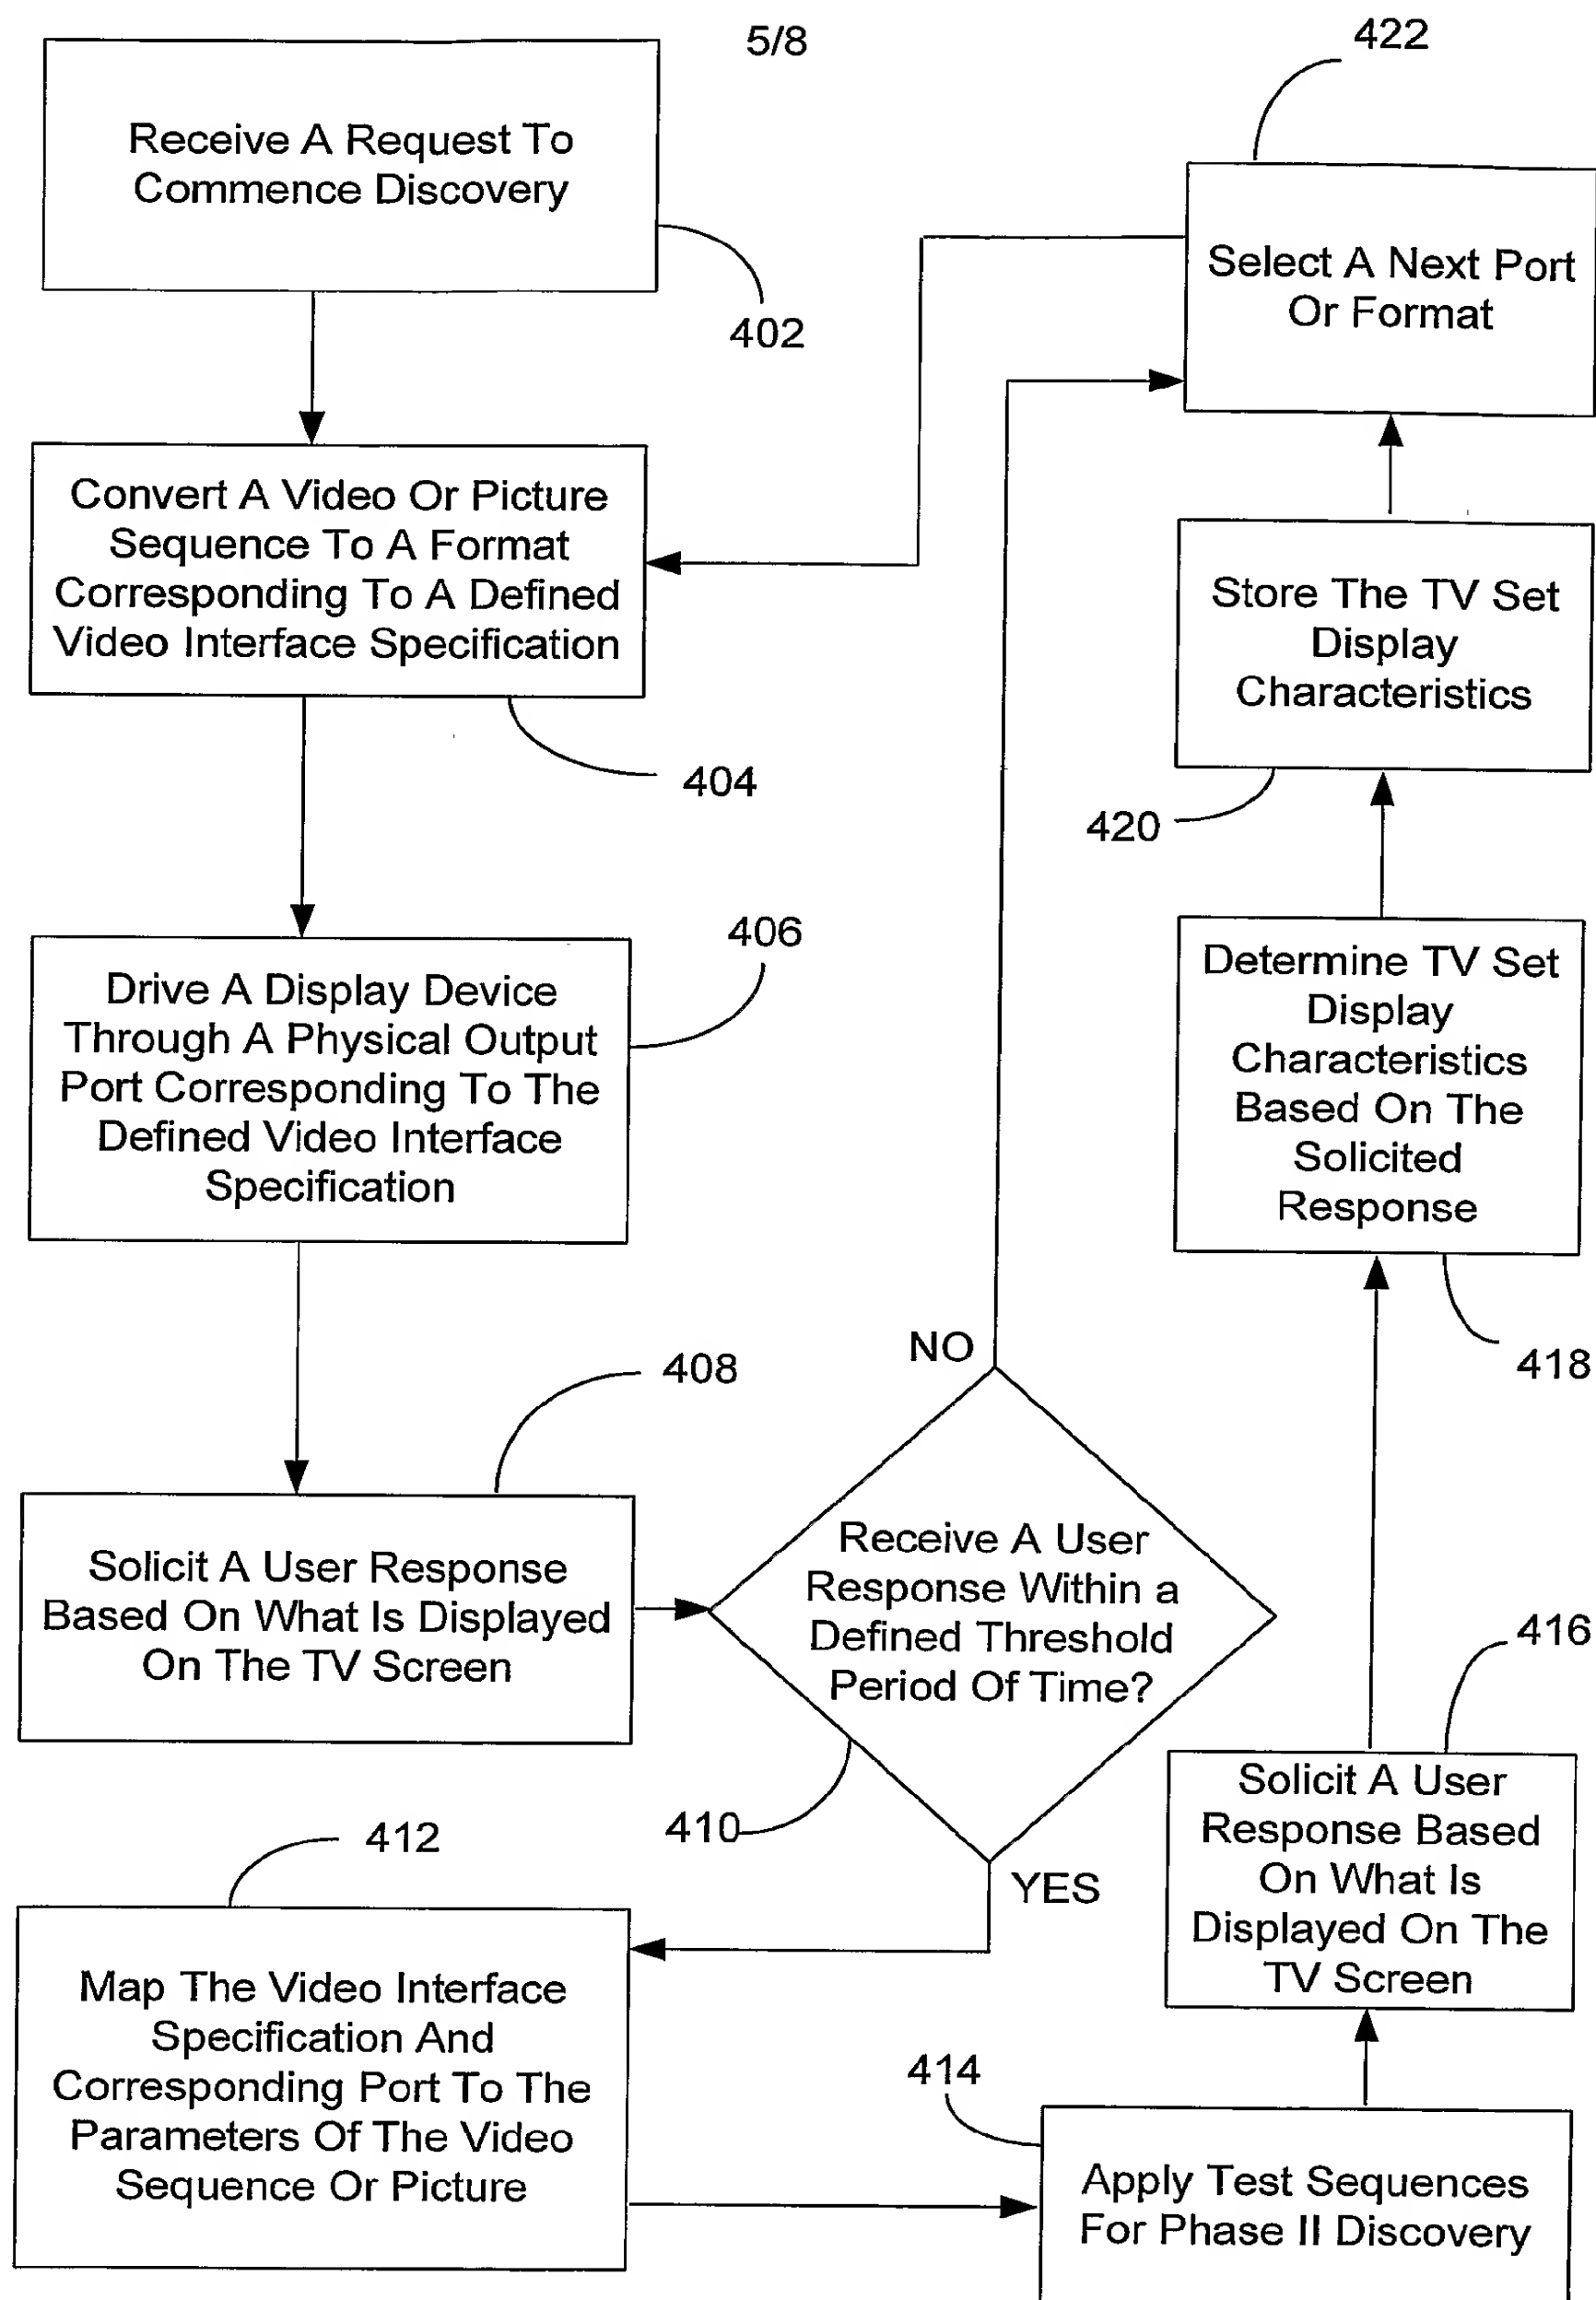 5/8
Receive A Request To
Commence Discovery
402
Convert A Video Or Picture
Sequence To A Format
Corresponding To A Defined
Video Interface Specification
404
Drive A Display Device
Through A Physical Output
Port Corresponding To The
Defined Video Interface
Specification
406
Solicit A User Response
Based On What Is Displayed
On The TV Screen
408
Receive A User
Response Within a
Defined Threshold
Period Of Time?
410
NO
YES
Map The Video Interface
Specification And
Corresponding Port To The
Parameters Of The Video
Sequence Or Picture
412
Apply Test Sequences
For Phase II Discovery
414
Solicit A User
Response Based
On What Is
Displayed On The
TV Screen
416
Determine TV Set
Display
Characteristics
Based On The
Solicited
Response
418
Store The TV Set
Display
Characteristics
420
Select A Next Port
Or Format
422